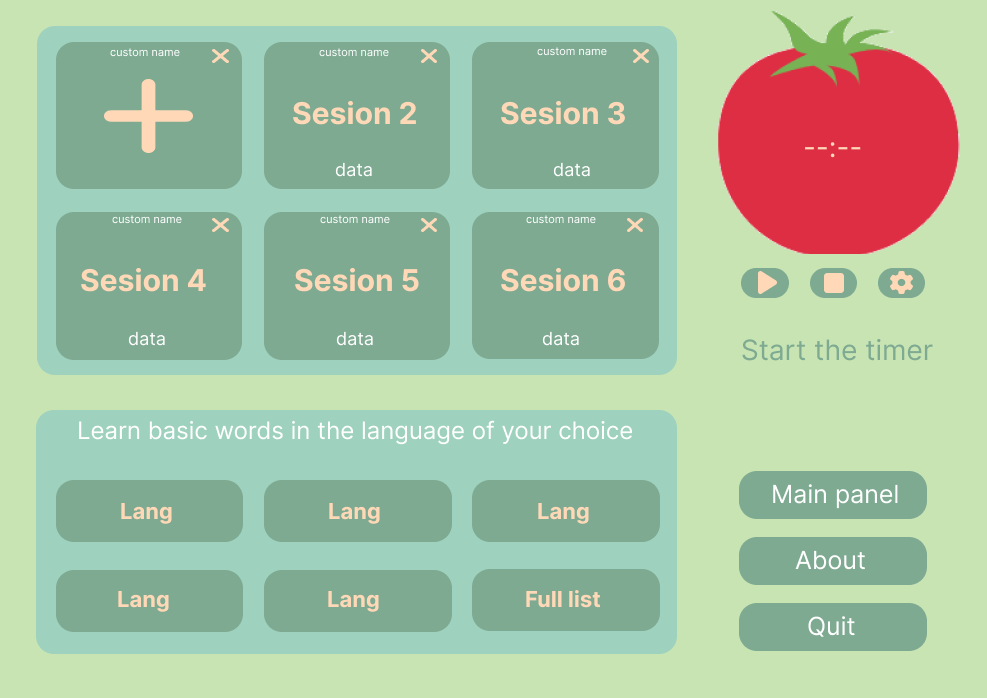 custom name
custom name
custom name
Sesion 2
Sesion 3
data
data
custom name
custom name
custom name
Sesion 4
Sesion 5
Sesion 6
data
data
data
--:--
Start the timer
Learn basic words in the language of your choice
Lang
Lang
Lang
Lang
Lang
Full list
Main panel
About
Quit